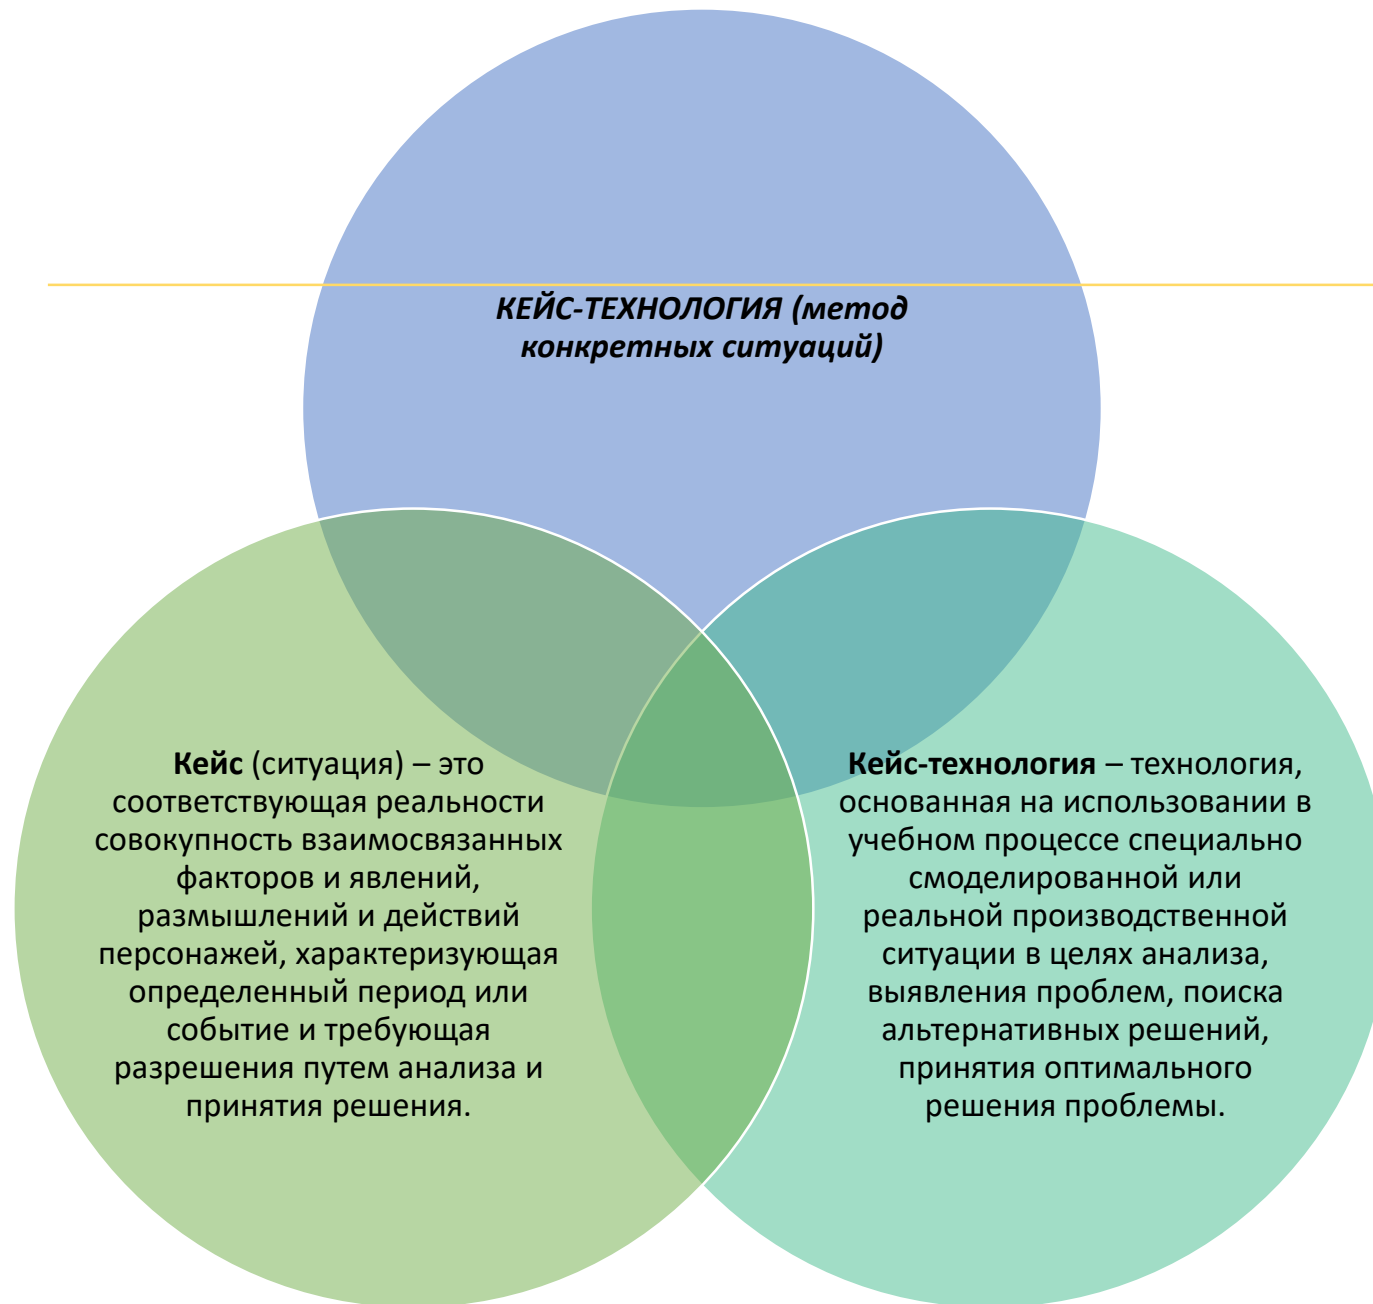 КЕЙС-ТЕХНОЛОГИЯ (метод
конкретных ситуаций)
Кейс (ситуация) – это
соответствующая реальности
совокупность взаимосвязанных
факторов и явлений,
размышлений и действий
персонажей, характеризующая
определенный период или
событие и требующая
разрешения путем анализа и
принятия решения.
Кейс-технология – технология,
основанная на использовании в
учебном процессе специально
смоделированной или
реальной производственной
ситуации в целях анализа,
выявления проблем, поиска
альтернативных решений,
принятия оптимального
решения проблемы.